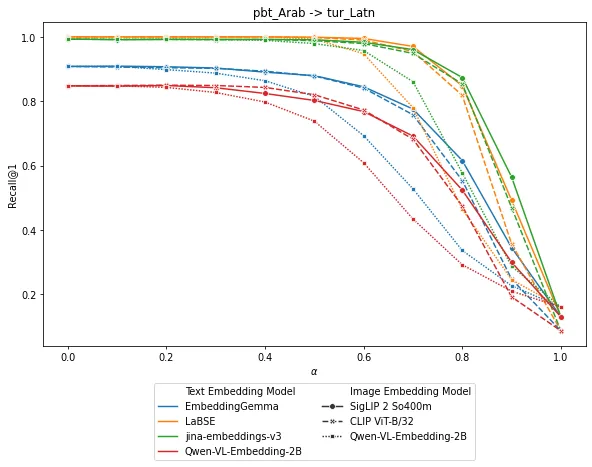 pbt_Arab -> tur_Latn
1.0
0.8
0.6
0.4
0.2
Recall@1
0.0 0.2 0.4 0.6 0.8 1.0
α
Text Embedding Model Image Embedding Model
EmbeddingGemma SigLIP 2 So400m
LaBSE CLIP ViT-B/32
jina-embeddings-v3 Qwen-VL-Embedding-2B
Qwen-VL-Embedding-2B